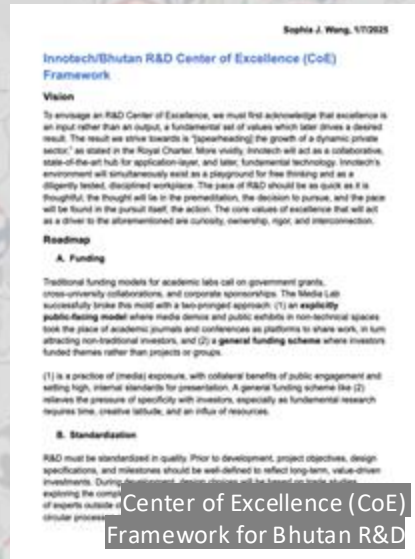 Sophia J. Wang, 1/7/2025
Innotech/Bhutan R&D Center of Excellence (CoE)
Framework
Vision
To envisage an R&D Center of Excellence, we must first acknowledge that excellence is
an input rather than an output, a fundamental set of values which later drives a desired
result. The result we strive towards is "[spearheading] the growth of a dynamic private
sector," as stated in the Royal Charter. More vividly, Innotech will act as a collaborative,
state-of-the-art hub for application-layer, and later, fundamental technology. Innotech's
environment will simultaneously exist as a playground for free thinking and as a
diligently tested, disciplined workplace. The pace of R&D should be as quick as it is
thoughtful; the thought will lie in the premeditation, the decision to pursue, and the pace
will be found in the pursuit itself, the action. The core values of excellence that will act
as a driver to the aforementioned are curiosity, ownership, rigor, and interconnection.
Roadmap
A. Funding
Traditional funding models for academic labs call on government grants,
cross-university collaborations, and corporate sponsorships. The Media Lab
successfully broke this mold with a two-pronged approach: (1) an explicitly
public-facing model where media demos and public exhibits in non-technical spaces
took the place of academic journals and conferences as platforms to share work, in turn
attracting non-traditional investors, and (2) a general funding scheme where investors
funded themes rather than projects or groups.
(1) is a practice of (media) exposure, with collateral benefits of public engagement and
setting high, internal standards for presentation. A general funding scheme like (2)
relieves the pressure of specificity with investors, especially as fundamental research
requires time, creative latitude, and an influx of resources.
B. Standardization
R&D must be standardized in quality. Prior to development, project objectives, design
specifications, and milestones should be well-defined to reflect long-term, value-driven
investments. During development, design choices will be based on trade studies
exploring the
of experts outside
circular
Center of Excellence (CoE)
Framework for Bhutan R&D